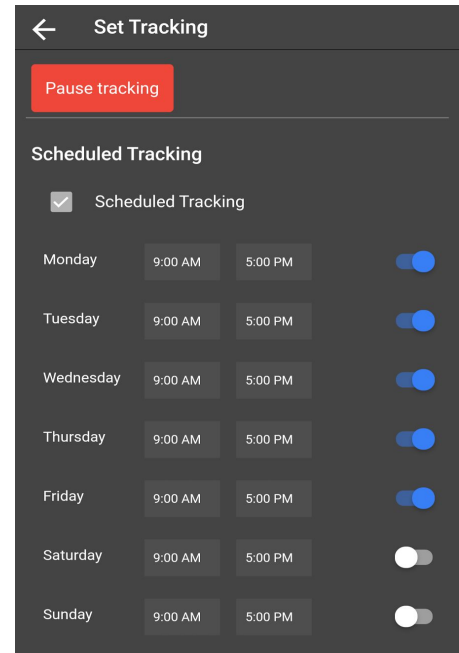 Set Tracking
Pause tracking
Scheduled Tracking
Scheduled Tracking
Monday 9:00 AM 5:00 PM
Tuesday 9:00 AM 5:00 PM
Wednesday 9:00 AM 5:00 PM
Thursday 9:00 AM 5:00 PM
Friday 9:00 AM 5:00 PM
Saturday 9:00 AM 5:00 PM
Sunday 9:00 AM 5:00 PM